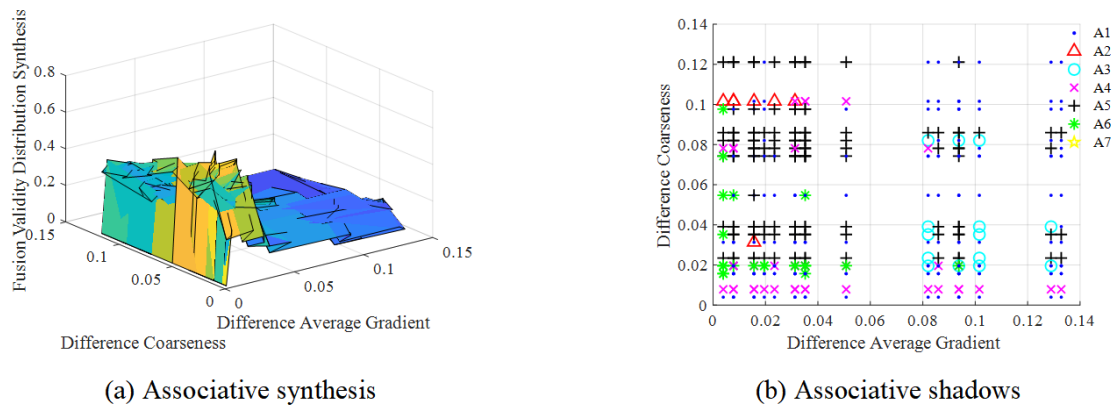 Fusion Validity Distribution Synthesis
0.8
0.6
0.4
0.2
0
0.15
0.1
0.05
0
0
0.05
0.1
0.15
Difference Coarseness
Difference Average Gradient
(a) Associative synthesis
Difference Coarseness
0.14
0.12
0.1
0.08
0.06
0.04
0.02
0
0 0.02 0.04 0.06 0.08 0.1 0.12 0.14
Difference Average Gradient
A1
A2
A3
A4
A5
A6
A7
(b) Associative shadows